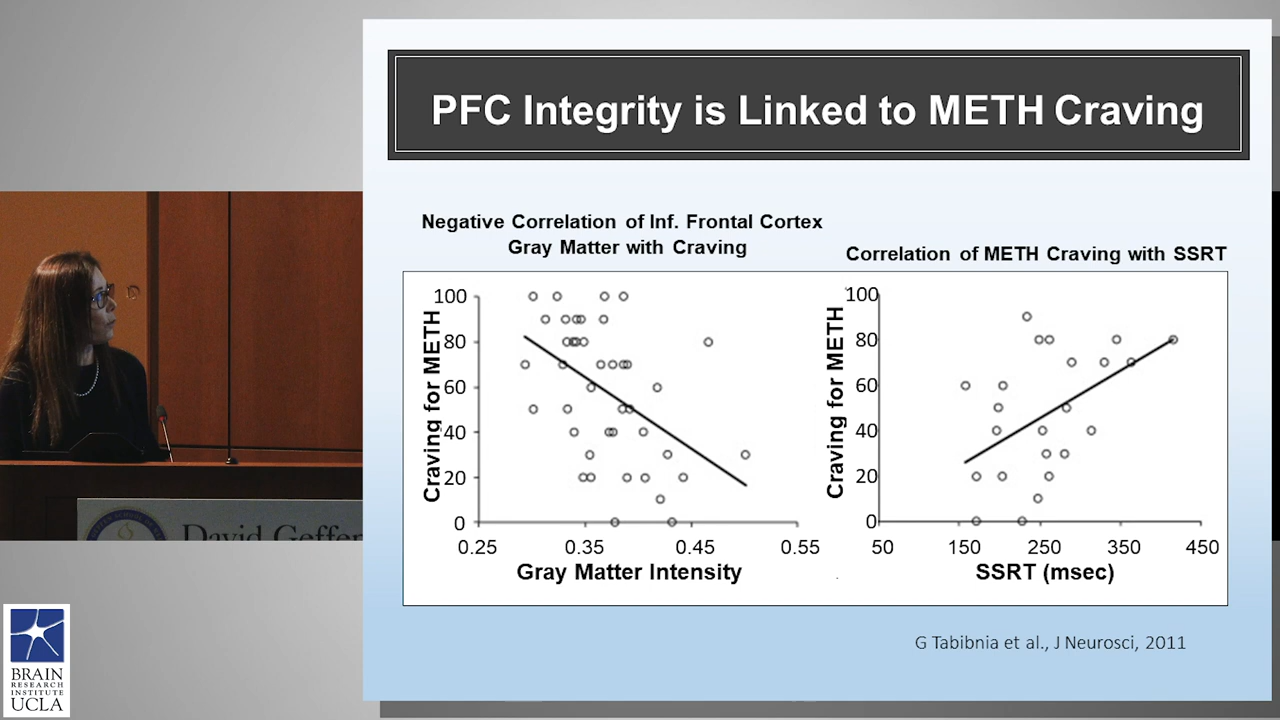 PFC Integrity is Linked to METH Craving
Negative Correlation of Inf. Frontal Cortex
Gray Matter with Craving
Craving for METH
100
80
60
40
20
0
0.25 0.35 0.45 0.55
Gray Matter Intensity
Correlation of METH Craving with SSRT
Craving for METH
100
80
60
40
20
0
50 150 250 350 450
SSRT (msec)
G Tabibnia et al., J Neurosci, 2011
David Geffen
BRAIN
RESEARCH
INSTITUTE
UCLA